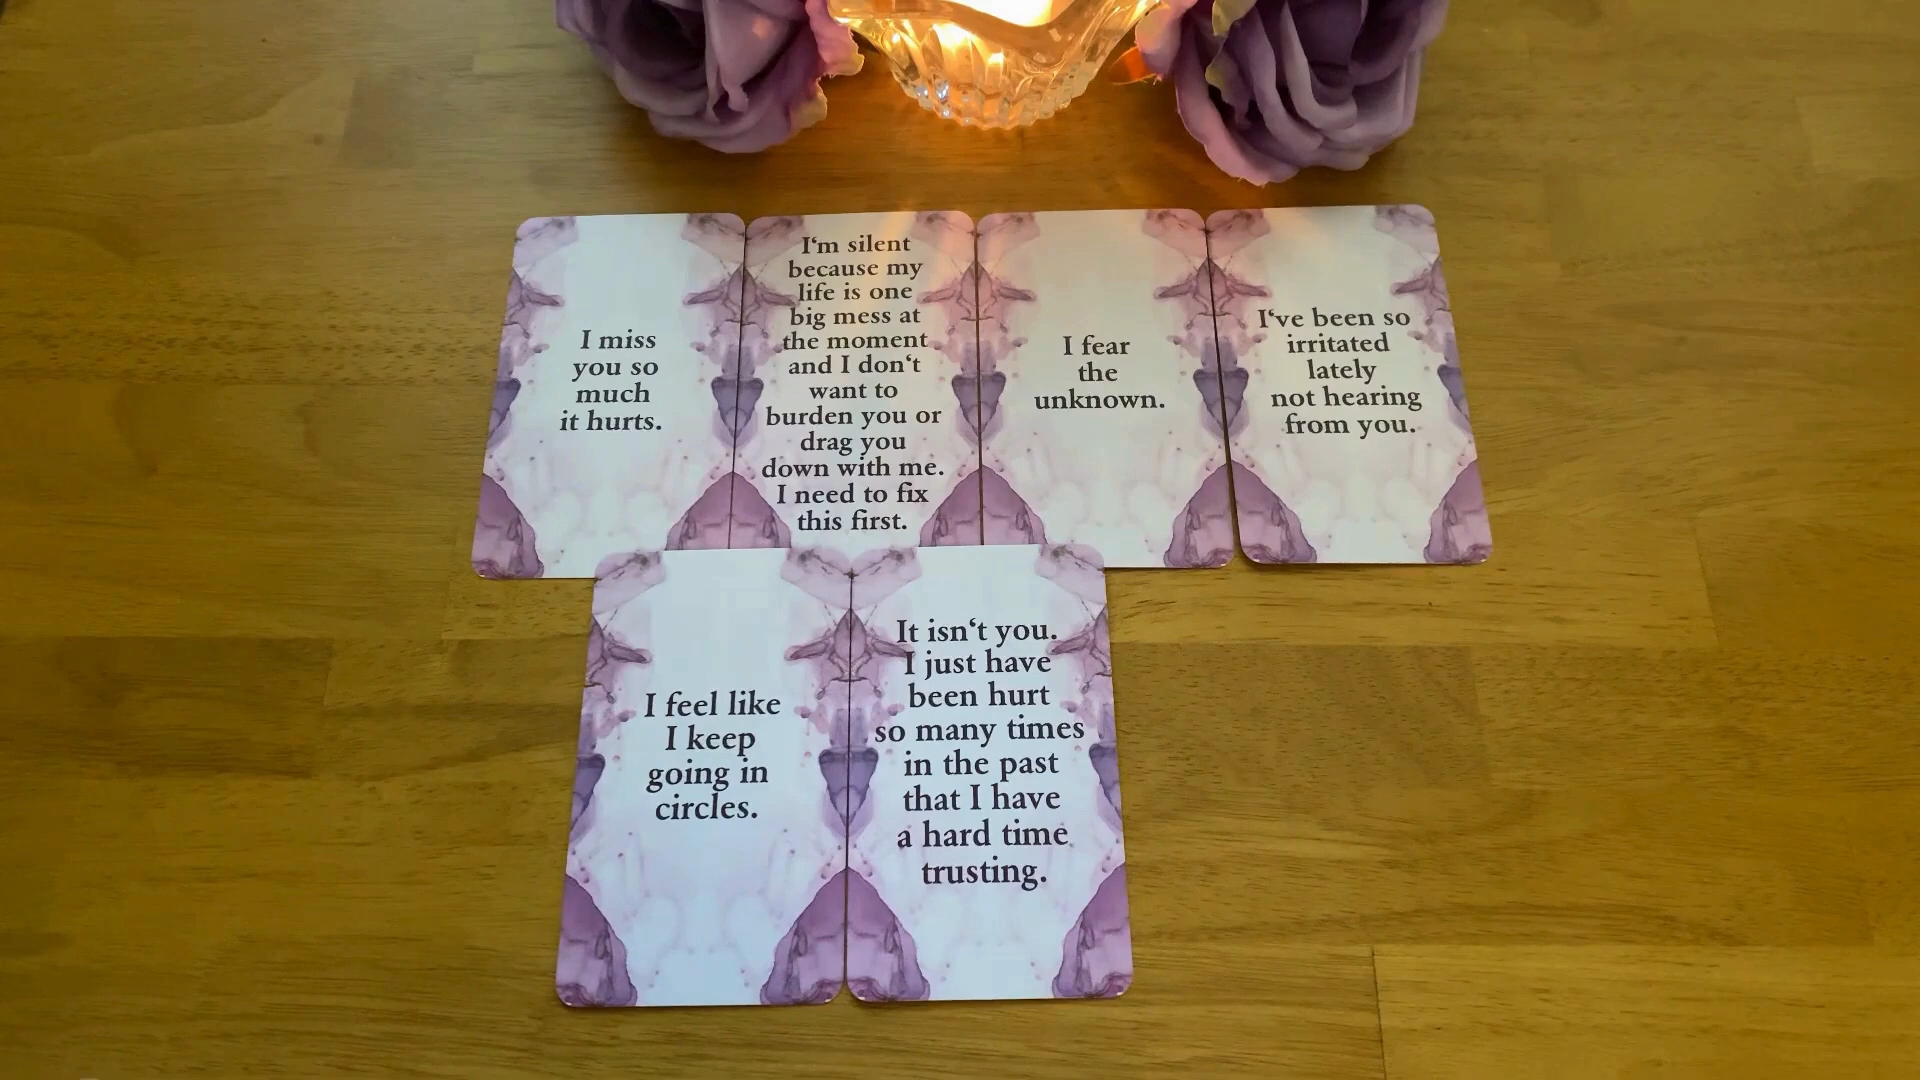 I miss
you so
much
it hurts.
I‘m silent
because my
life is one
big mess at
the moment
and I don‘t
want to
burden you or
drag you
down with me.
I need to fix
this first.
I fear
the
unknown.
I‘ve been so
irritated
lately
not hearing
from you.
I feel like
I keep
going in
circles.
It isn‘t you.
I just have
been hurt
so many times
in the past
that I have
a hard time
trusting.